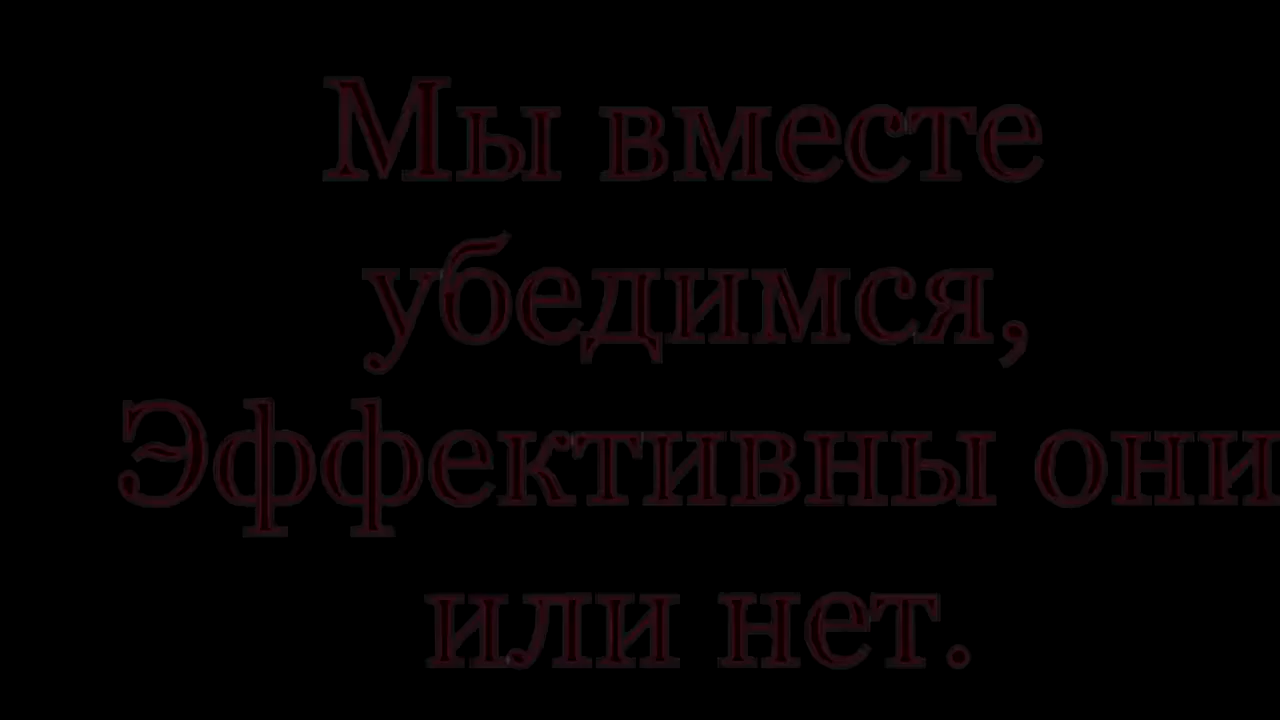 Мы вместе
убедимся,
Эффективны они
или нет.